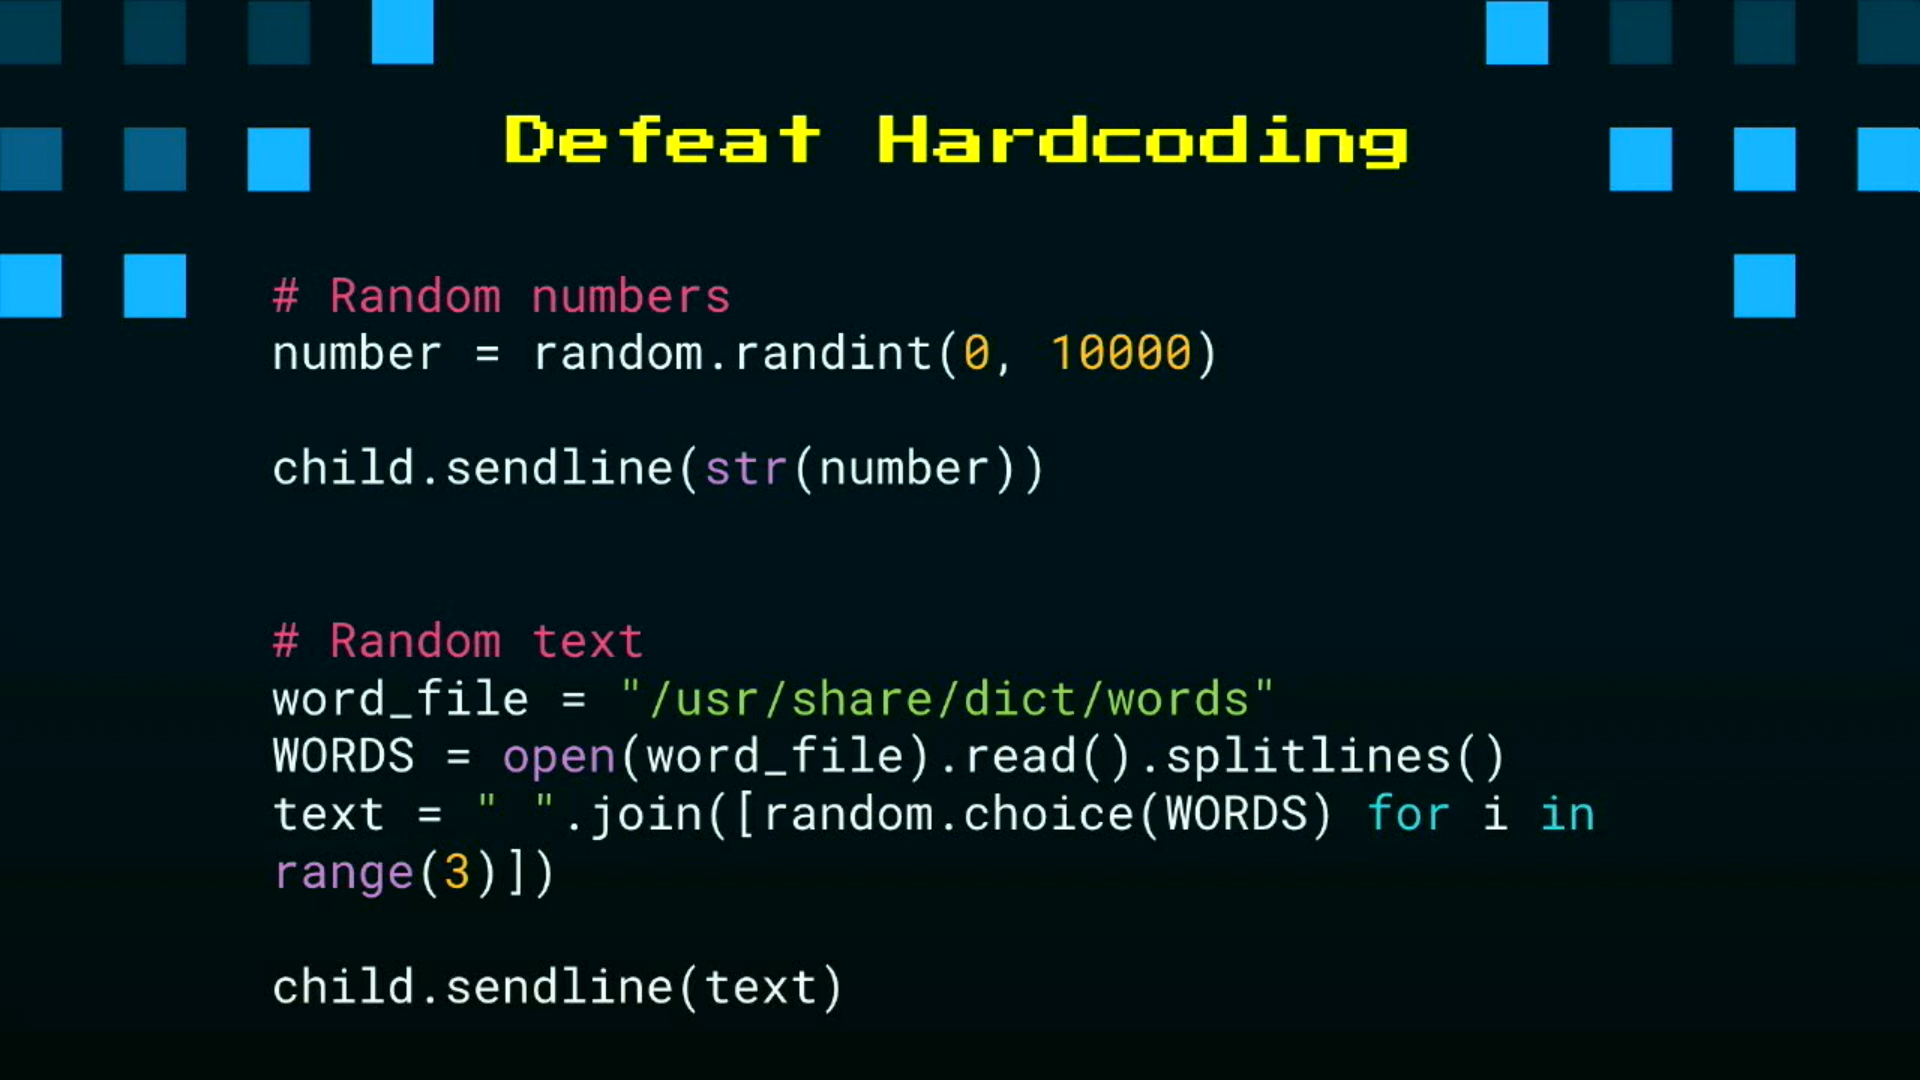 Defeat Hardcoding
# Random numbers
number = random.randint(0, 10000)
child.sendline(str(number))
# Random text
word_file = "/usr/share/dict/words"
WORDS = open(word_file).read().splitlines()
text = " ".join([random.choice(WORDS) for i in
range(3)])
child.sendline(text)